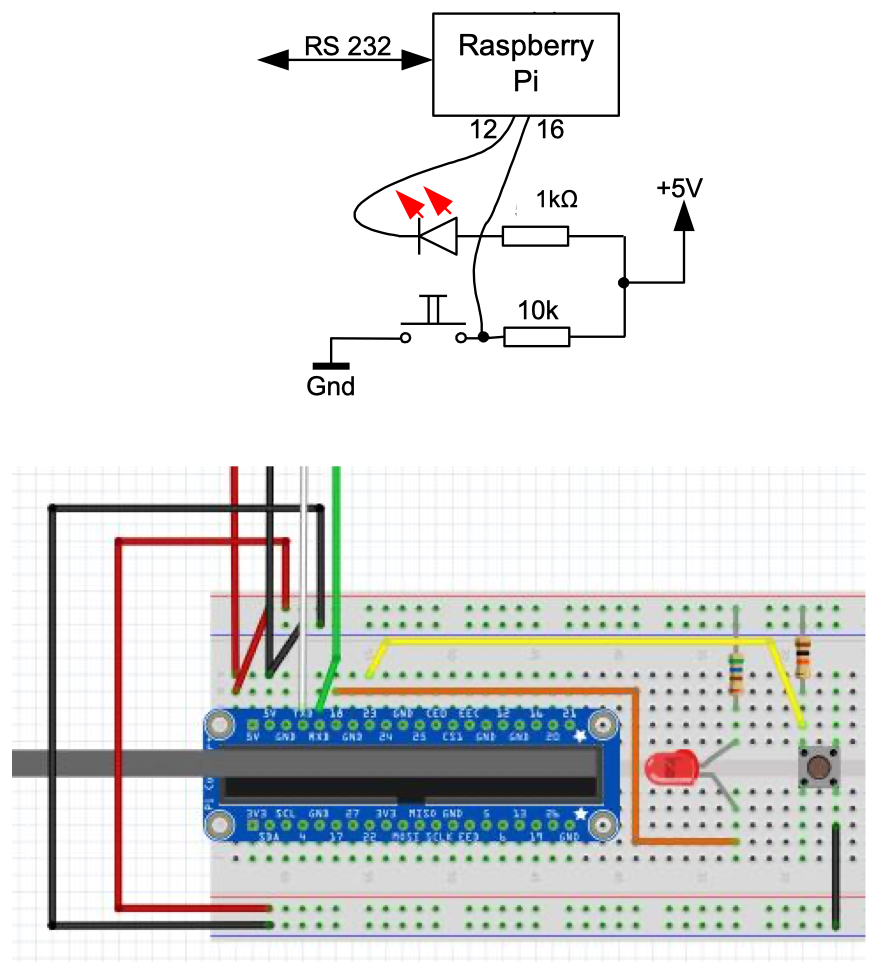 RS 232
Raspberry
Pi
12
16
+5V
1kΩ
10k
Gnd
5V TXD 18 23 GND CE0 EEC 12 16 21
5V GND RXD GND 24 25 CS1 GND GND 20
3V3 SCL GND 27 3V3 MISO GND 5 13 26
SDA 4 17 22 MOSI SCLK EED 6 19 GND